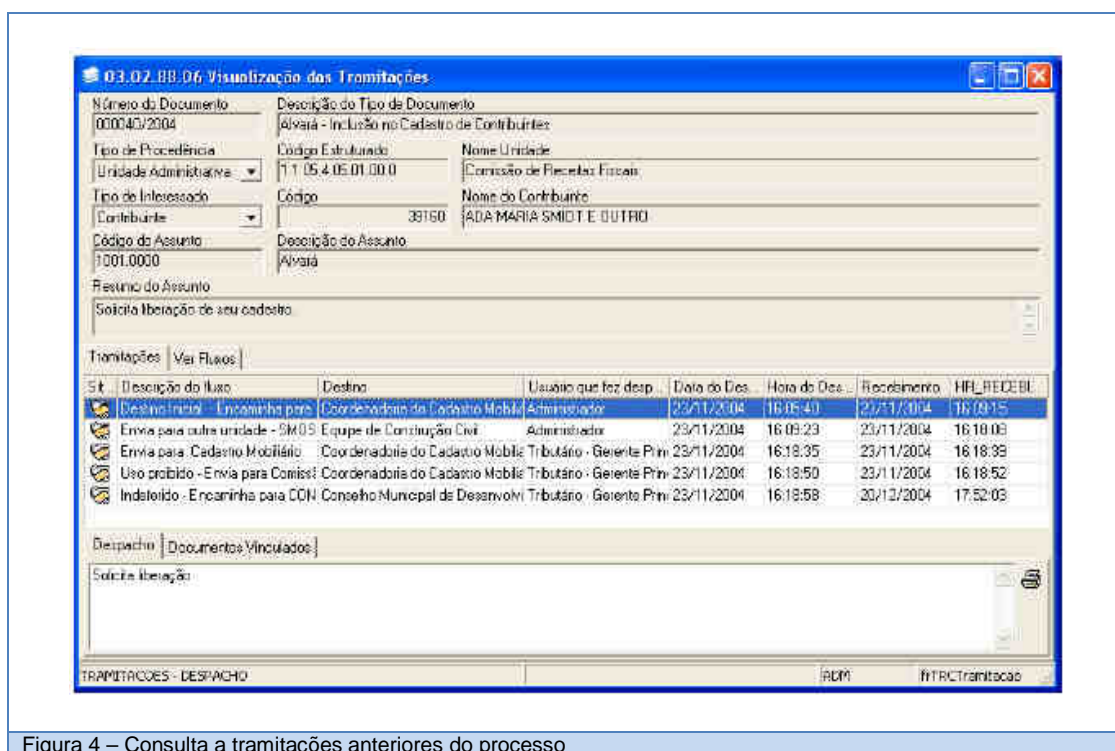 03.02.88.06 Visualização das Tramitações
Número do Documento Descrição do Tipo de Documento
000040/2004 Alvará - Inclusão no Cadastro de Contribuintes
Tipo de Procedência Código Estruturado Nome Unidade
Unidade Administrativa 1.1.05.4.05.01.00.0 Comissão de Receitas Fiscais
Tipo de Interessado Código Nome do Contribuinte
Contribuinte 39160 ADA MARIA SMIDT E OUTRO
Código do Assunto Descrição do Assunto
1001.0000 Alvará
Resumo do Assunto
Solicita liberação de seu cadastro.
Tramitações Ver Fluxos
Sit Descrição do fluxo Destino Usuário que fez desp... Data do Des... Hora do Des... Recebimento HR_RECEBI
Destino Inicial - Encaminha para Coordenadoria do Cadastro Mobili Administrador 23/11/2004 16:05:40 23/11/2004 16:09:15
Envia para outra unidade - SMOS Equipe de Construção Civil Administrador 23/11/2004 16:09:23 23/11/2004 16:18:08
Envia para Cadastro Mobiliário Coordenadoria do Cadastro Mobilia Tributário - Gerente Prin 23/11/2004 16:18:35 23/11/2004 16:18:39
Uso proibido - Envia para Comiss Coordenadoria do Cadastro Mobilia Tributário - Gerente Prin 23/11/2004 16:18:50 23/11/2004 16:18:52
Indeferido - Encaminha para CON Conselho Municipal de Desenvolvi Tributário - Gerente Prin 23/11/2004 16:18:58 20/12/2004 17:52:03
Despacho Documentos Vinculados
Solicita liberação
TRAMITACOES - DESPACHO ADM frTRCTramitacao
Figura 4 – Consulta a tramitações anteriores do processo